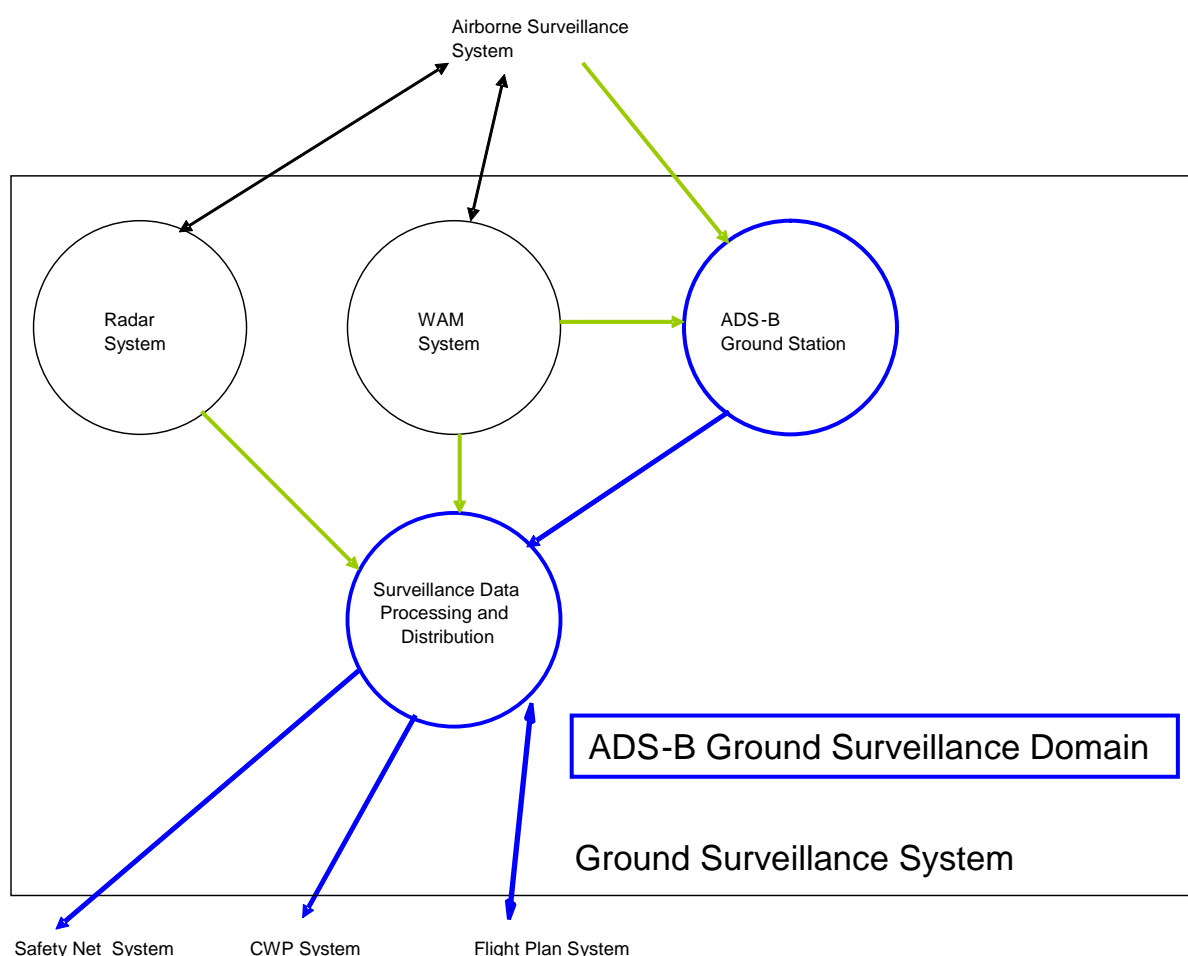 Airborne Surveillance
System
Radar
System
WAM
System
ADS-B
Ground Station
Surveillance Data
Processing and
Distribution
ADS-B Ground Surveillance Domain
Ground Surveillance System
Safety Net System
CWP System
Flight Plan System